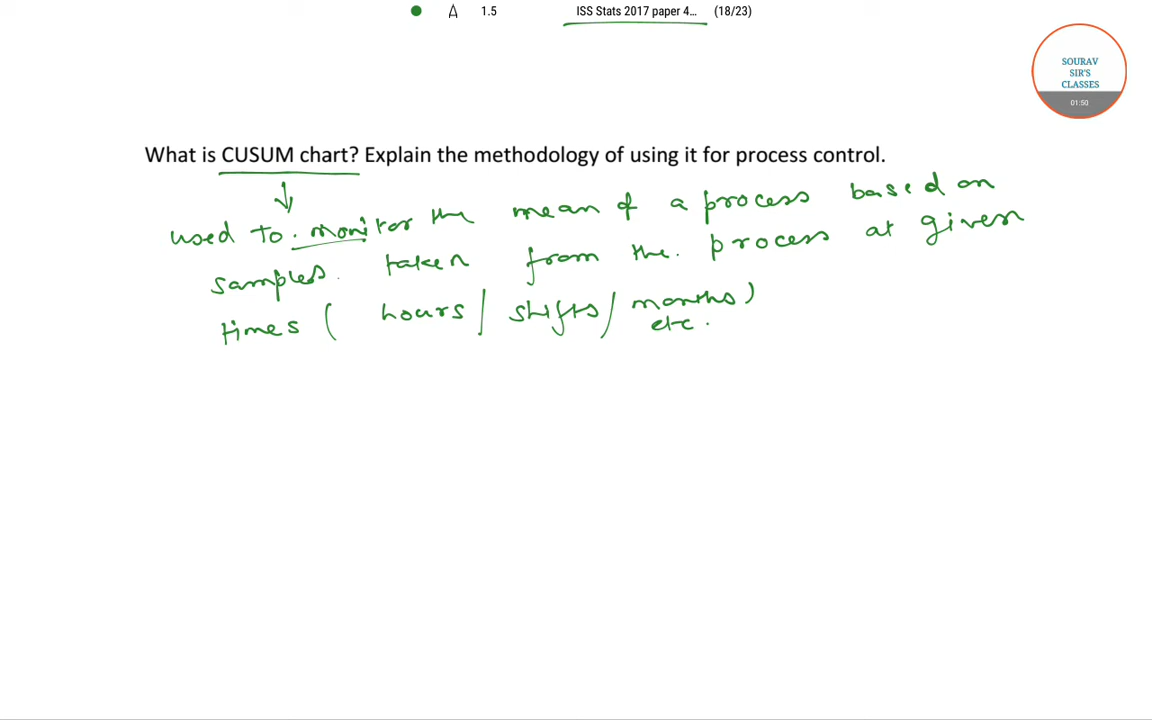 1.5 ISS Stats 2017 paper 4... (18/23)
SOURAV
SIR'S
CLASSES
01:50
What is CUSUM chart? Explain the methodology of using it for process control.
used to monitor the mean of a process based on
samples taken from the process at given
times ( hours / shifts / months )
etc.